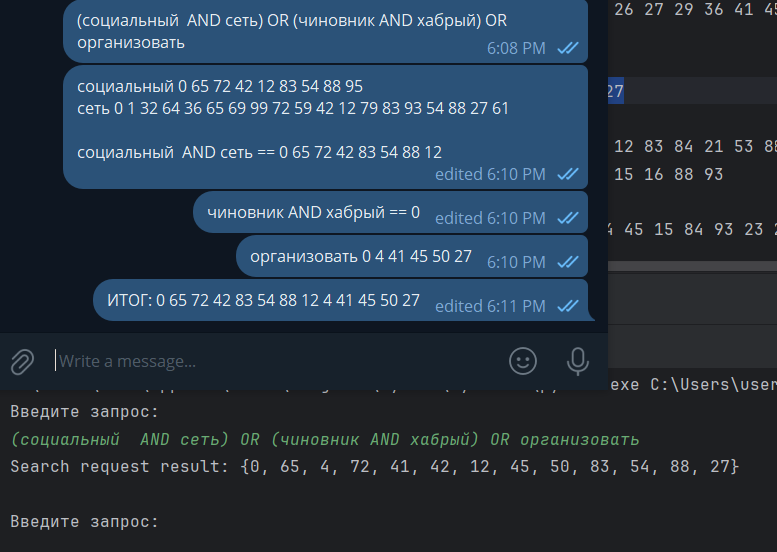 (социальный  AND сеть) OR (чиновник AND хабрый) OR
организовать
6:08 PM
социальный 0 65 72 42 12 83 54 88 95
сеть 0 1 32 64 36 65 69 99 72 59 42 12 79 83 93 54 88 27 61
социальный  AND сеть == 0 65 72 42 83 54 88 12
edited 6:10 PM
чиновник AND хабрый == 0 edited 6:10 PM
организовать 0 4 41 45 50 27 6:10 PM
ИТОГ: 0 65 72 42 83 54 88 12 4 41 45 50 27 edited 6:11 PM
Write a message...
26 27 29 36 41 45
27
12 83 84 21 53 88
15 16 88 93
45 15 84 93 23
exe C:\Users\user
Введите запрос:
(социальный  AND сеть) OR (чиновник AND хабрый) OR организовать
Search request result: {0, 65, 4, 72, 41, 42, 12, 45, 50, 83, 54, 88, 27}
Введите запрос: